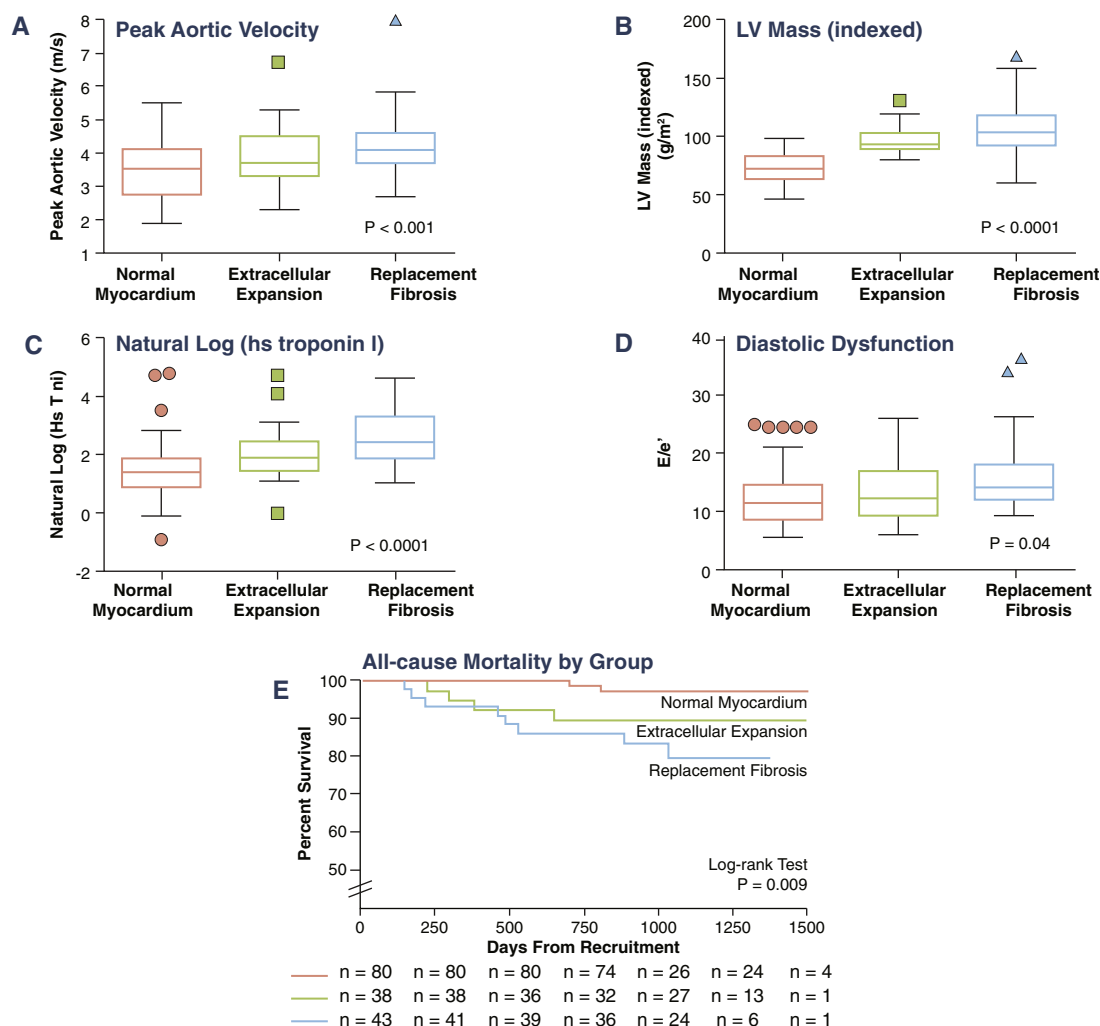 A Peak Aortic Velocity
Peak Aortic Velocity (m/s)
8
7
6
5
4
3
2
1
P < 0.001
Normal Myocardium
Extracellular Expansion
Replacement Fibrosis
B LV Mass (indexed)
LV Mass (indexed)
(g/m²)
200
150
100
50
0
P < 0.0001
Normal Myocardium
Extracellular Expansion
Replacement Fibrosis
C Natural Log (hs troponin I)
Natural Log (Hs T ni)
6
4
2
0
-2
P < 0.0001
Normal Myocardium
Extracellular Expansion
Replacement Fibrosis
D Diastolic Dysfunction
E/e'
40
30
20
10
0
P = 0.04
Normal Myocardium
Extracellular Expansion
Replacement Fibrosis
E All-cause Mortality by Group
Percent Survival
100
90
80
70
60
50
Normal Myocardium
Extracellular Expansion
Replacement Fibrosis
Log-rank Test
P = 0.009
0 250 500 750 1000 1250 1500
Days From Recruitment
n = 80 n = 80 n = 80 n = 74 n = 26 n = 24 n = 4
n = 38 n = 38 n = 36 n = 32 n = 27 n = 13 n = 1
n = 43 n = 41 n = 39 n = 36 n = 24 n = 6 n = 1